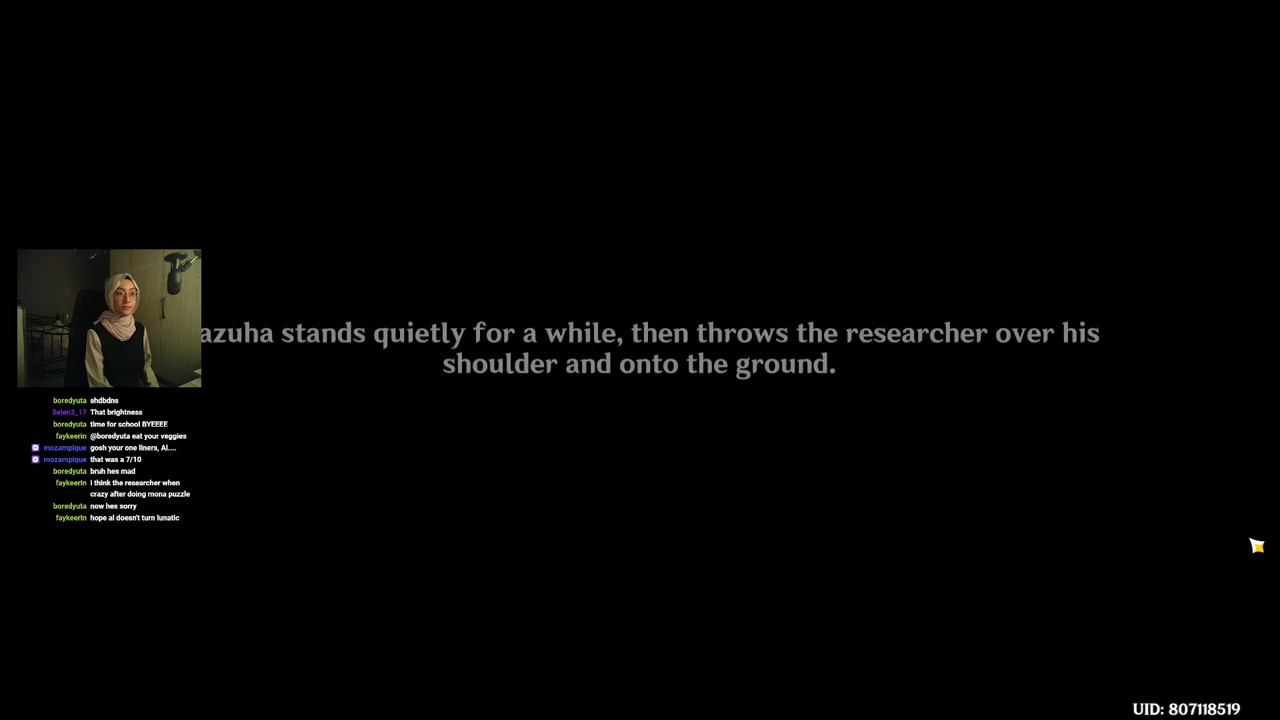 azuha stands quietly for a while, then throws the researcher over his
shoulder and onto the ground.
boredyuta shdbdns
Seien3_17 That brightness
boredyuta time for school BYEEEE
faykeerin @boredyuta eat your veggies
mozampique gosh your one liners, Al....
mozampique that was a 7/10
boredyuta bruh hes mad
faykeerin I think the researcher when
crazy after doing mona puzzle
boredyuta now hes sorry
faykeerin hope al doesn't turn lunatic
UID: 807118519